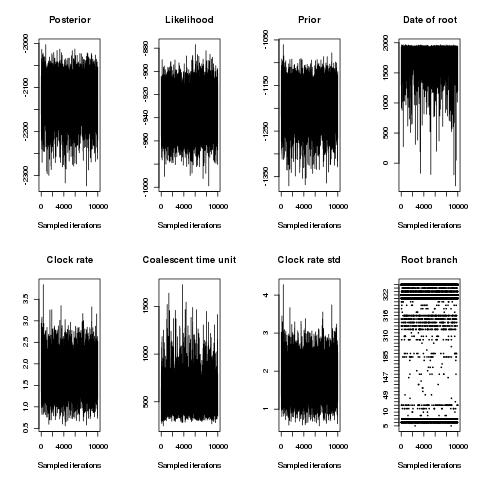 Posterior Likelihood Prior Date of root
-2000 -2100 -2200 -2300
-880 -900 -920 -940 -960 -1000
-1050 -1150 -1250 -1350
2000 1500 1000 500 0
0 4000 10000 0 4000 10000 0 4000 10000 0 4000 10000
Sampled iterations Sampled iterations Sampled iterations Sampled iterations
Clock rate Coalescent time unit Clock rate std Root branch
3.5 3.0 2.5 2.0 1.5 1.0 0.5
1500 1000 500
4 3 2 1
322 316 310 185 147 49 10 5
0 4000 10000 0 4000 10000 0 4000 10000 0 4000 10000
Sampled iterations Sampled iterations Sampled iterations Sampled iterations